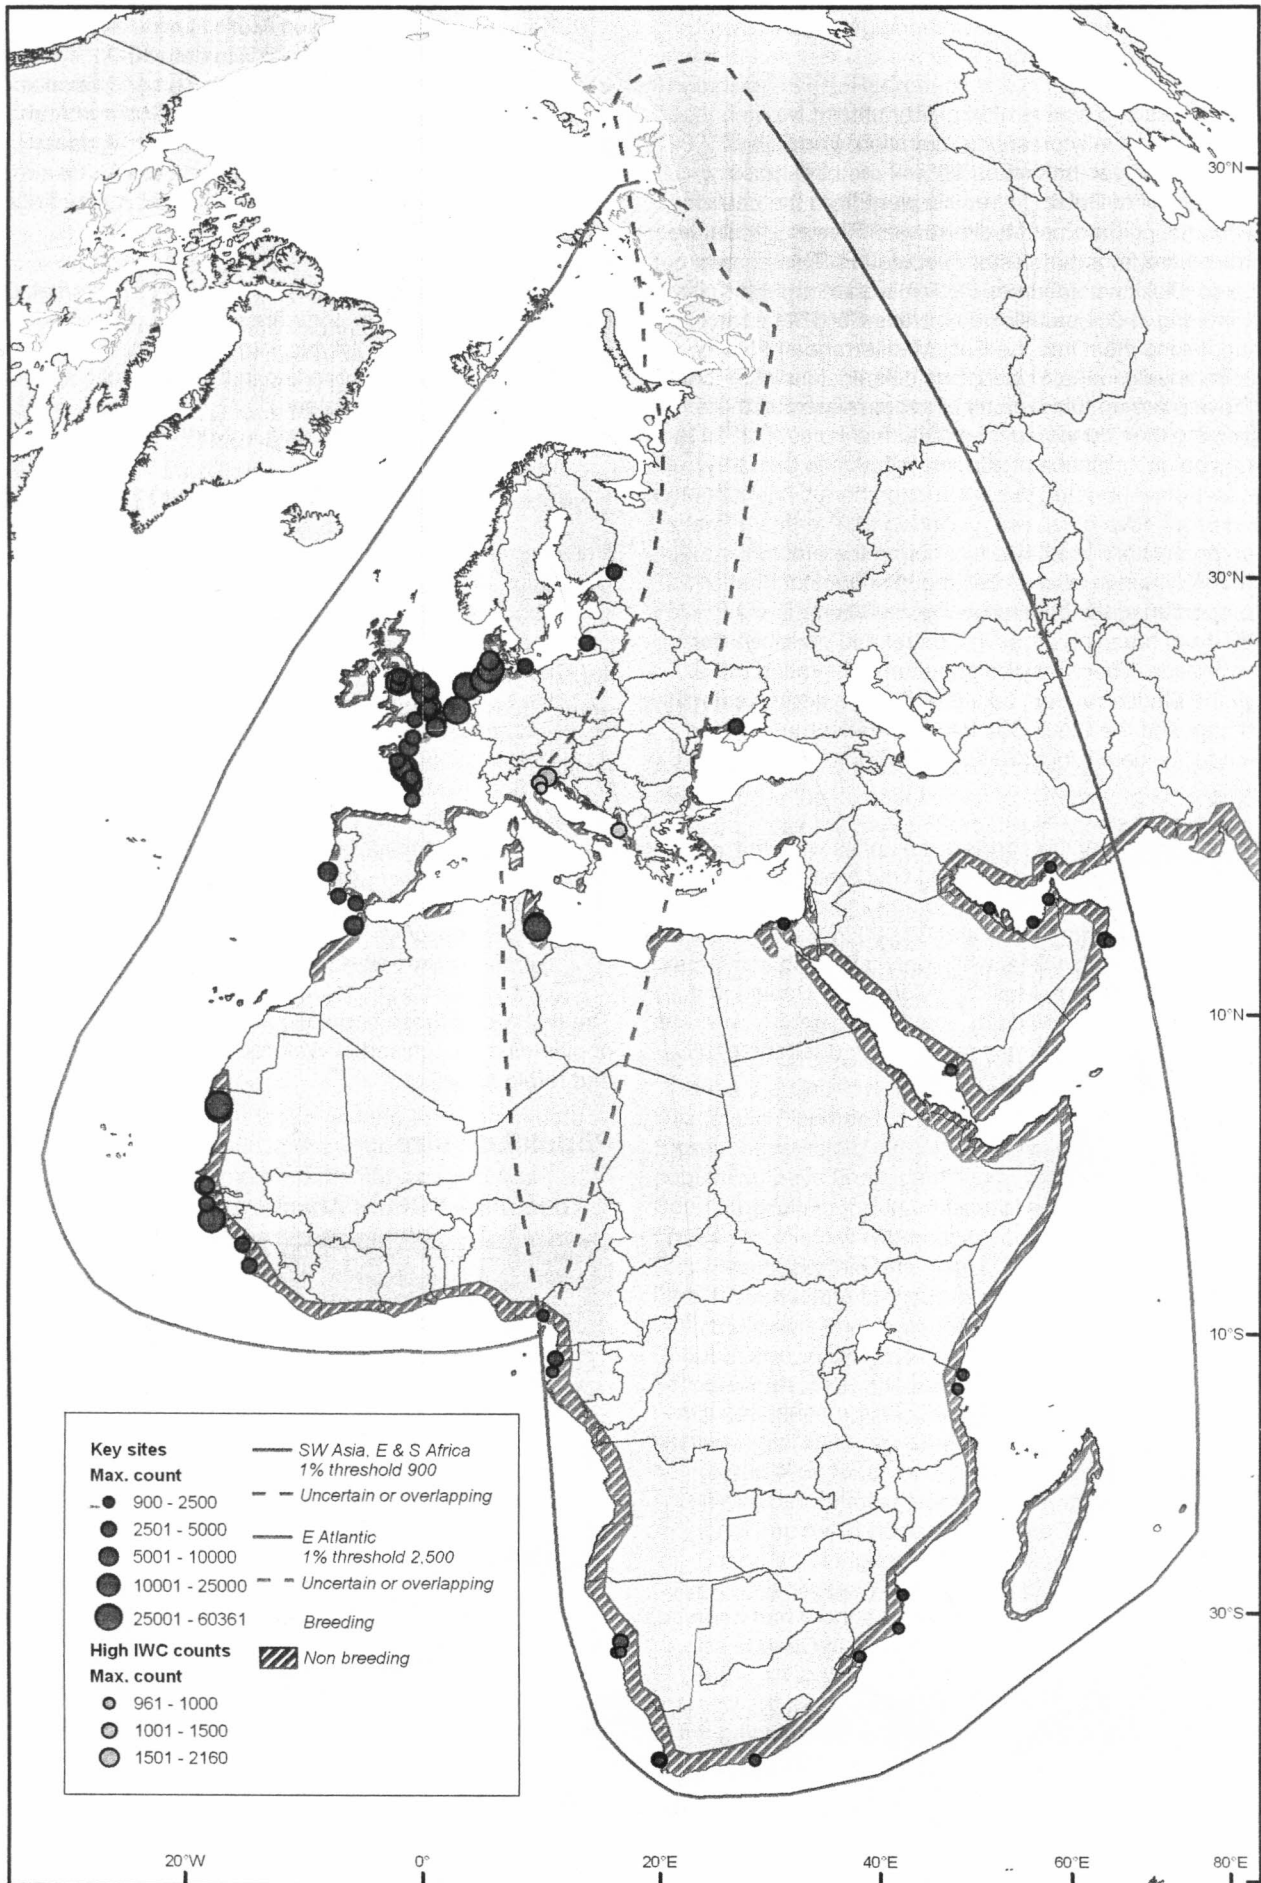 30°N
30°N
10°N
10°S
30°S
Key sites
Max. count
900 - 2500
2501 - 5000
5001 - 10000
10001 - 25000
25001 - 60361
High IWC counts
Max. count
961 - 1000
1001 - 1500
1501 - 2160
SW Asia, E & S Africa
1% threshold 900
Uncertain or overlapping
E Atlantic
1% threshold 2,500
Uncertain or overlapping
Breeding
Non breeding
20°W
0°
20°E
40°E
60°E
80°E